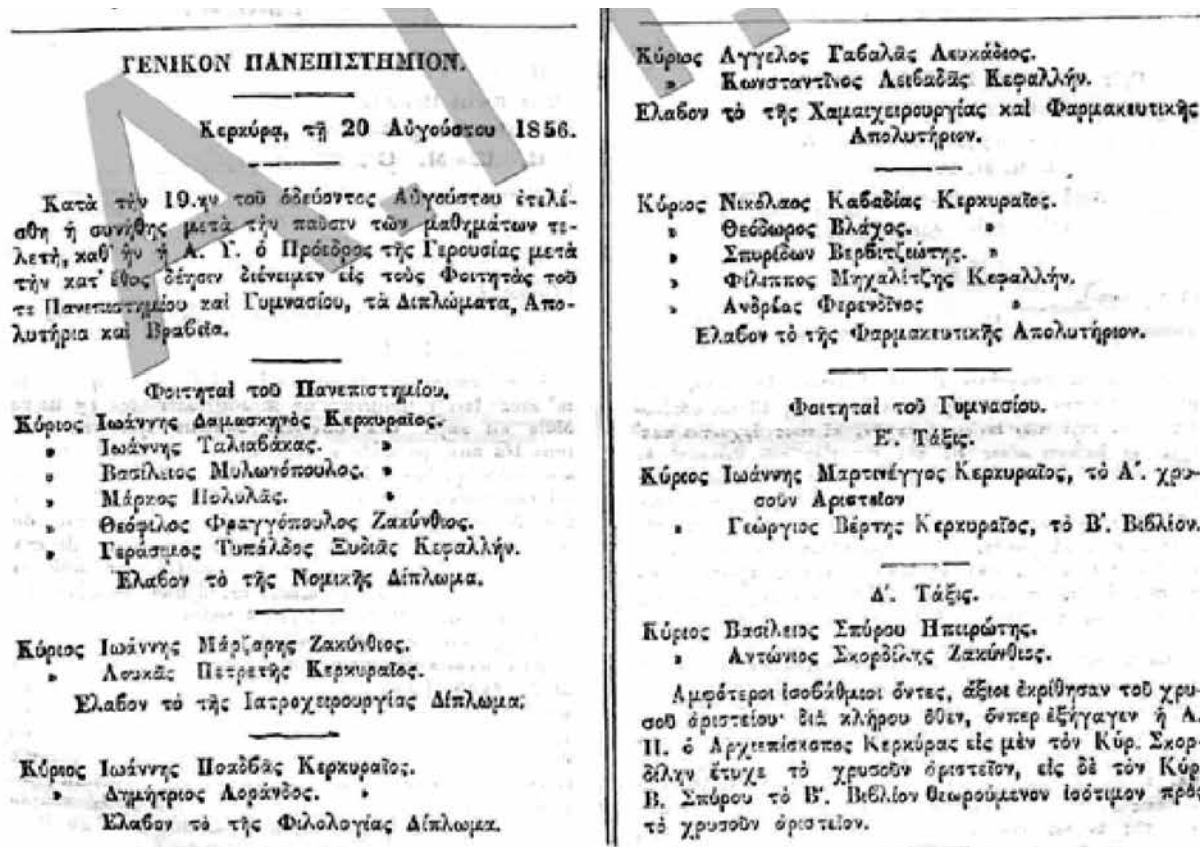 ΓΕΝΙΚΟΝ ΠΑΝΕΠΙΣΤΗΜΙΟΝ.
Κερκύρᾳ, τῇ 20 Αὐγούστου 1856.
Κατὰ τὴν 19.ην τοῦ ὁδεύοντος Αὐγούστου ἐτελέ-
σθη ἡ συνήθης μετὰ τὴν παῦσιν τῶν μαθημάτων τε-
λετὴ, καθ' ἣν ἡ Α. Υ. ὁ Πρόεδρος τῆς Γερουσίας μετὰ
τὴν κατ' ἔθος δέησιν διένειμεν εἰς τοὺς Φοιτητὰς τοῦ
τε Πανεπιστημίου καὶ Γυμνασίου, τὰ Διπλώματα, Απο-
λυτήρια καὶ Βραβεῖα.
Φοιτηταὶ τοῦ Πανεπιστημίου.
Κύριος Ιωάννης Δαμασκηνὸς Κερκυραῖος.
» Ιωάννης Ταλιαβάκας. »
» Βασίλειος Μυλωνόπουλος. »
» Μάρκος Πολυλᾶς. »
» Θεόφιλος Φραγγόπουλος Ζακύνθιος.
» Γεράσιμος Τυπάλδος Ξυδιᾶς Κεφαλλήν.
Έλαβον τὸ τῆς Νομικῆς Δίπλωμα.
Κύριος Ιωάννης Μάρζαρης Ζακύνθιος.
» Λουκᾶς Πετρετῆς Κερκυραῖος.
Ελαβον τὸ τῆς Ιατροχειρουργίας Δίπλωμα;
Κύριος Ιωάννης Ποκοβᾶς Κερκυραῖος.
» Δημήτριος Λοράνδος. »
Έλαβον τὸ τῆς Φιλολογίας Δίπλωμα.
Κύριος Αγγελος Γαβαλᾶς Λευκάδιος.
» Κωνσταντῖνος Λειβαδᾶς Κεφαλλήν.
Ελαβον τὸ τῆς Χαμαιχειρουργίας καὶ Φαρμακευτικῆς
Απολυτήριον.
Κύριος Νικόλαος Καβαδίας Κερκυραῖος.
» Θεόδωρος Βλάχος. »
» Σπυρίδων Βερβιτζιώτης. »
» Φίλιππος Μηχαλίτζης Κεφαλλήν.
» Ανδρέας Φερενδῖνος »
Ελαβον τὸ τῆς Φαρμακευτικῆς Απολυτήριον.
Φοιτηταὶ τοῦ Γυμνασίου.
Ε'. Τάξις.
Κύριος Ιωάννης Μαρτινέγγος Κερκυραῖος, τὸ Α'. χρυ-
σοῦν Αριστεῖον
» Γεώργιος Βέρτης Κερκυραῖος, τὸ Β'. Βιβλίον.
Δ'. Τάξις.
Κύριος Βασίλειος Σπύρου Ηπειρώτης.
» Αντώνιος Σκορδίλης Ζακύνθιος.
Αμφότεροι ἰσοβάθμιοι ὄντες, ἄξιοι ἐκρίθησαν τοῦ χρυ-
σοῦ ἀριστείου· διὰ κλήρου ὅθεν, ὅνπερ ἐξήγαγεν ἡ Α.
Π. ὁ Αρχιεπίσκοπος Κερκύρας εἰς μὲν τὸν Κύρ. Σκορ-
δίλην ἔτυχε τὸ χρυσοῦν ἀριστεῖον, εἰς δὲ τὸν Κύρ.
Β. Σπύρου τὸ Β'. Βιβλίον θεωρούμενον ἰσότιμον πρὸς
τὸ χρυσοῦν ἀριστεῖον.